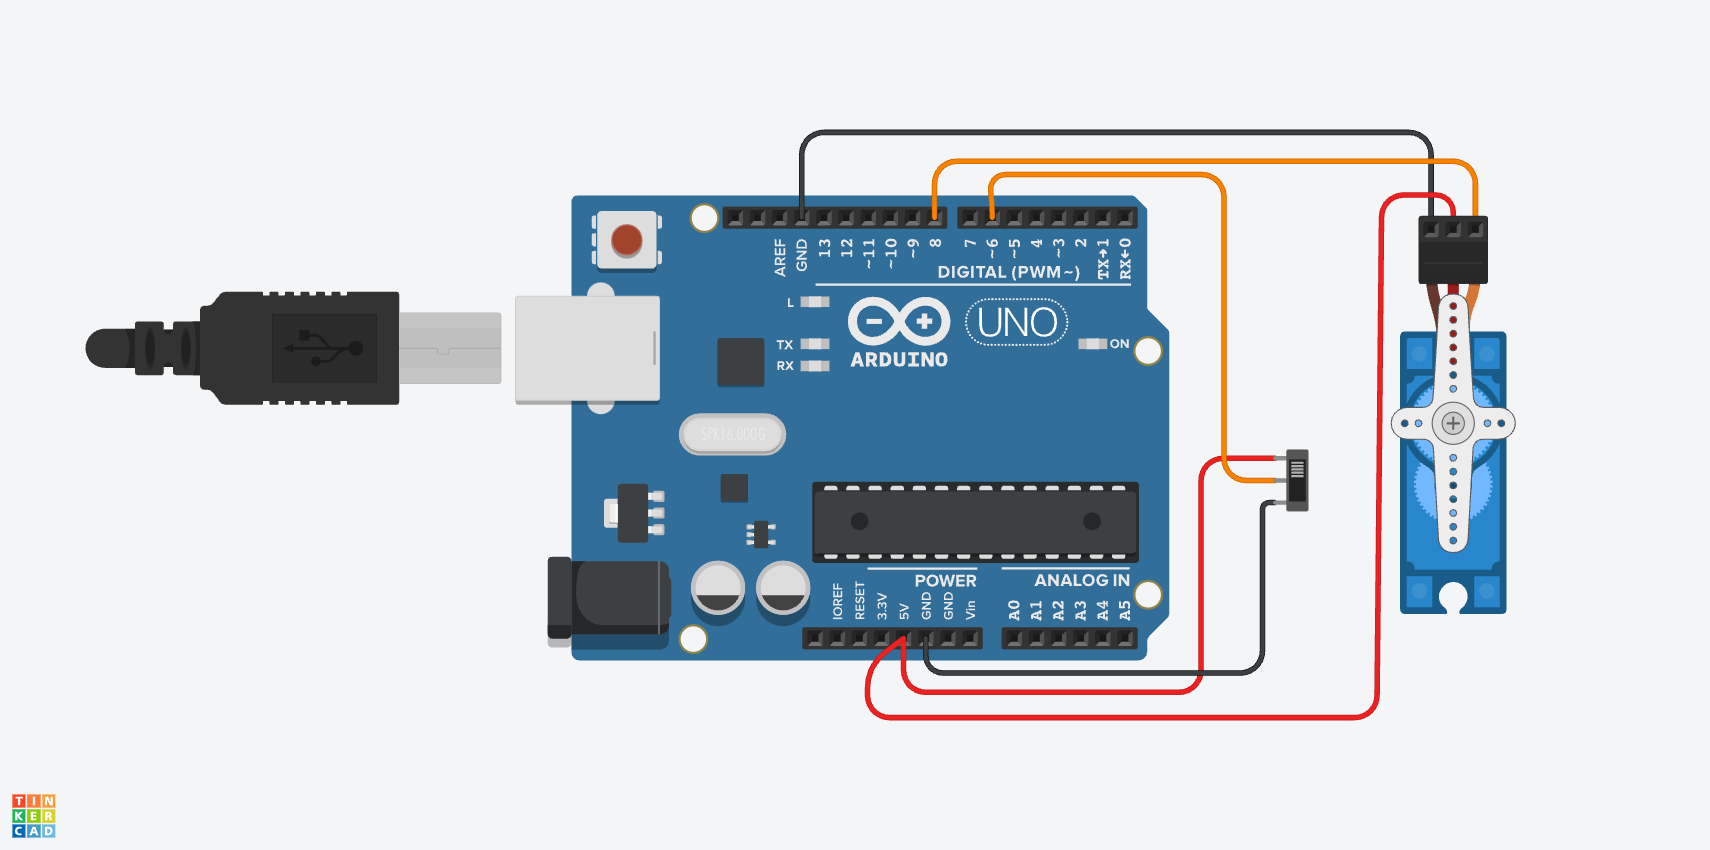 AREF
GND
13
12
~11
~10
~9
8
7
~6
~5
4
~3
2
TX→1
RX←0
DIGITAL (PWM~)
L
TX
RX
ARDUINO
UNO
ON
SPK16.000G
POWER
ANALOG IN
IOREF
RESET
3.3V
5V
GND
GND
Vin
A0
A1
A2
A3
A4
A5
TIN
KER
CAD